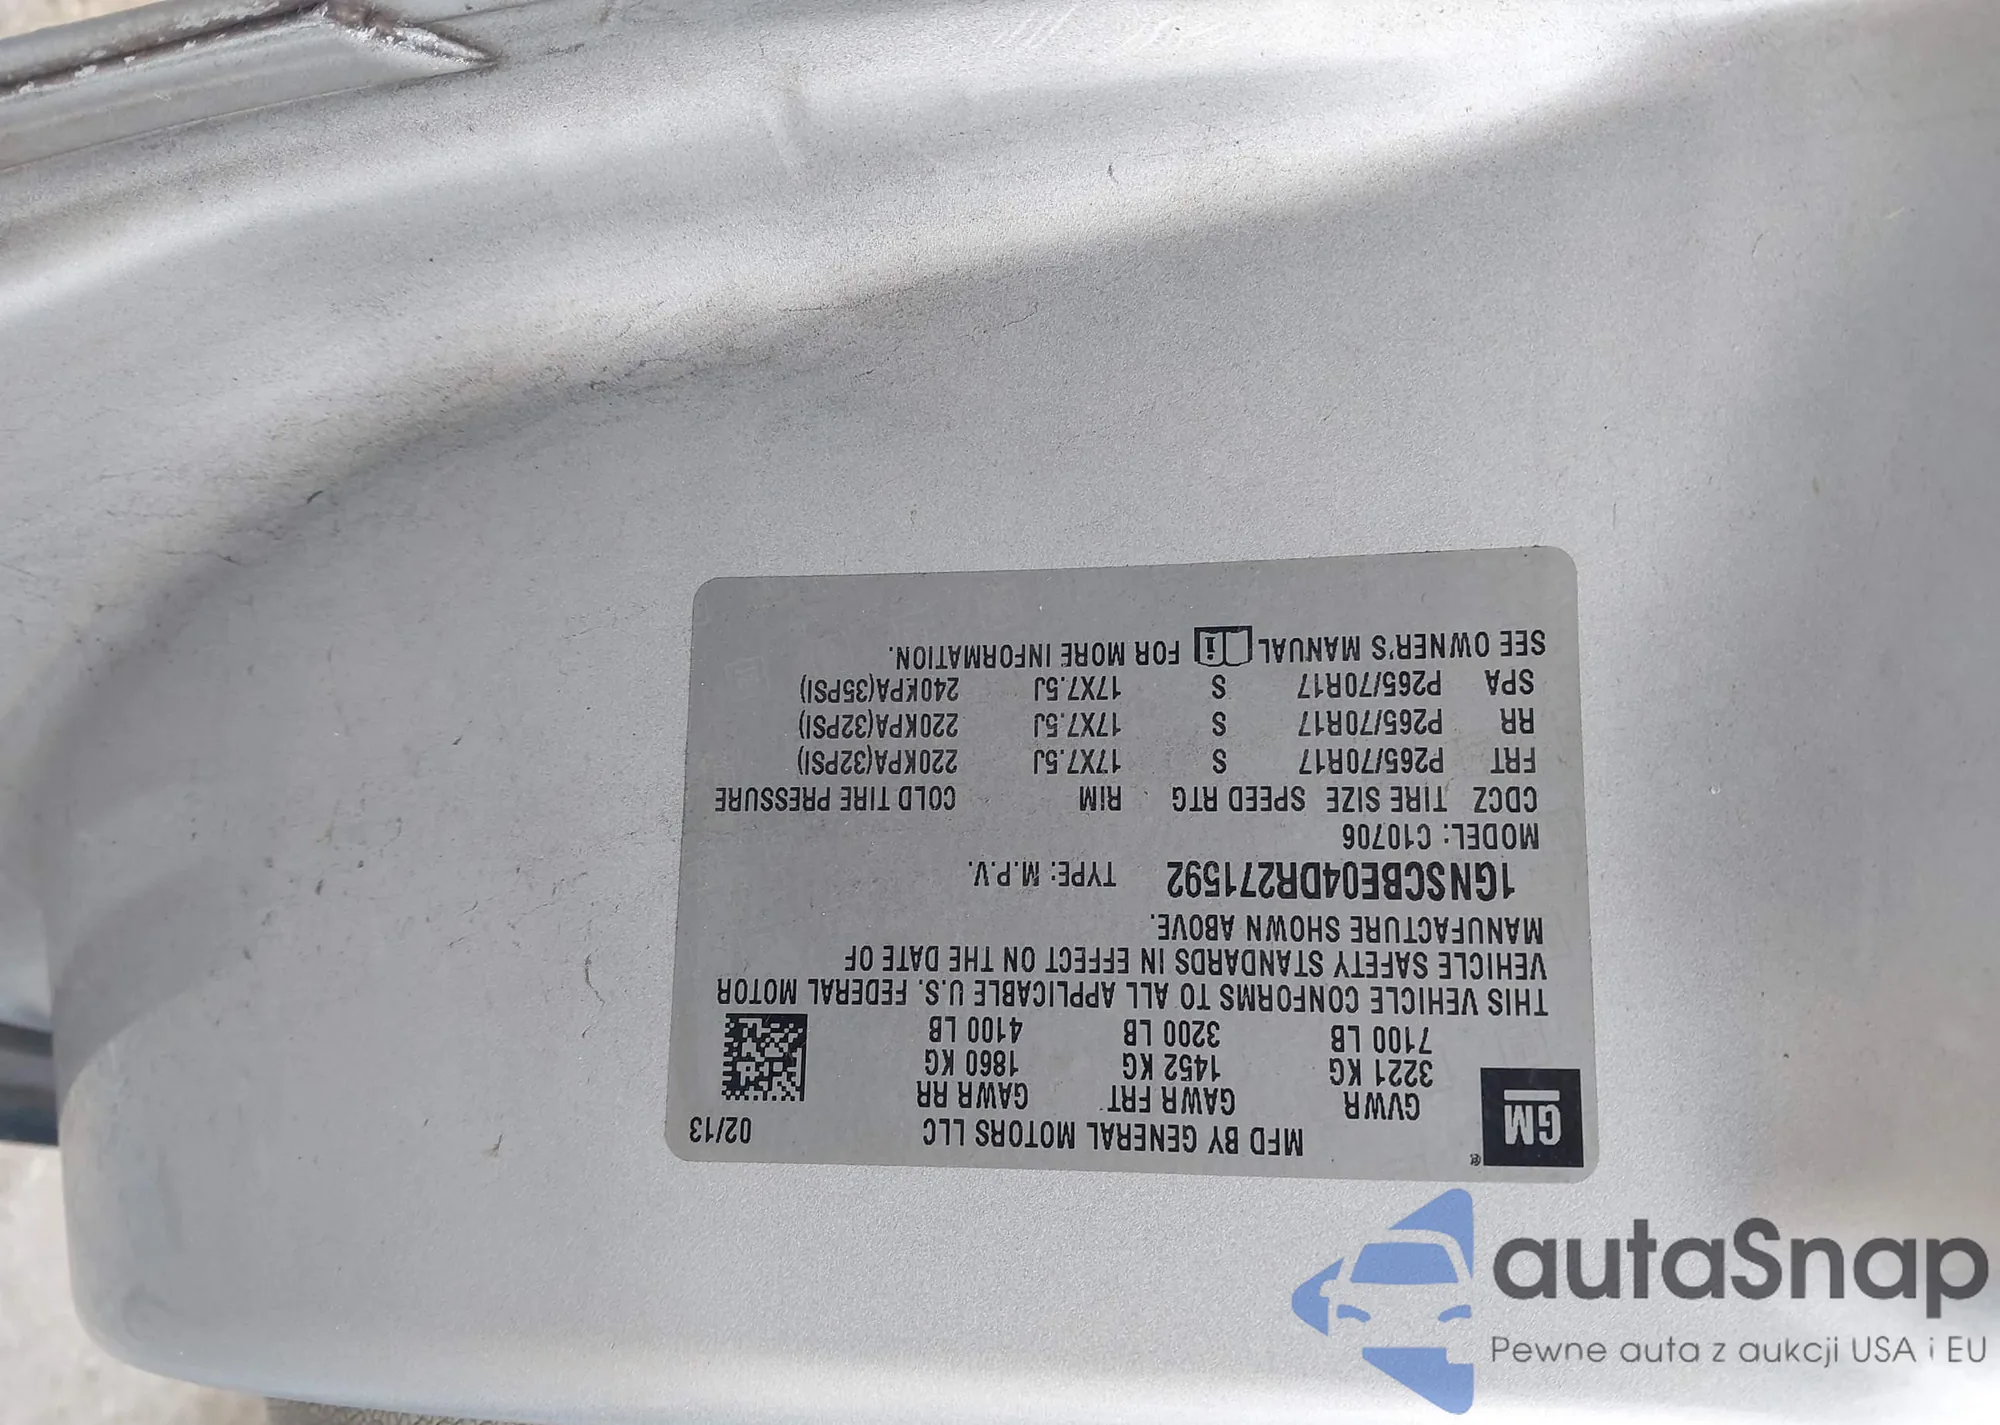 MFD BY GENERAL MOTORS LLC 02/13
GM ®
GVWR GAWR FRT GAWR RR
3221 KG 1452 KG 1860 KG
7100 LB 3200 LB 4100 LB
THIS VEHICLE CONFORMS TO ALL APPLICABLE U.S. FEDERAL MOTOR
VEHICLE SAFETY STANDARDS IN EFFECT ON THE DATE OF
MANUFACTURE SHOWN ABOVE.
1GNSCBE04DR271592 TYPE: M.P.V.
MODEL: C10706
CDCZ TIRE SIZE SPEED RTG RIM COLD TIRE PRESSURE
FRT P265/70R17 S 17X7.5J 220KPA(32PSI)
RR P265/70R17 S 17X7.5J 220KPA(32PSI)
SPA P265/70R17 S 17X7.5J 240KPA(35PSI)
SEE OWNER'S MANUAL i FOR MORE INFORMATION.
autaSnap
Pewne auta z aukcji USA i EU